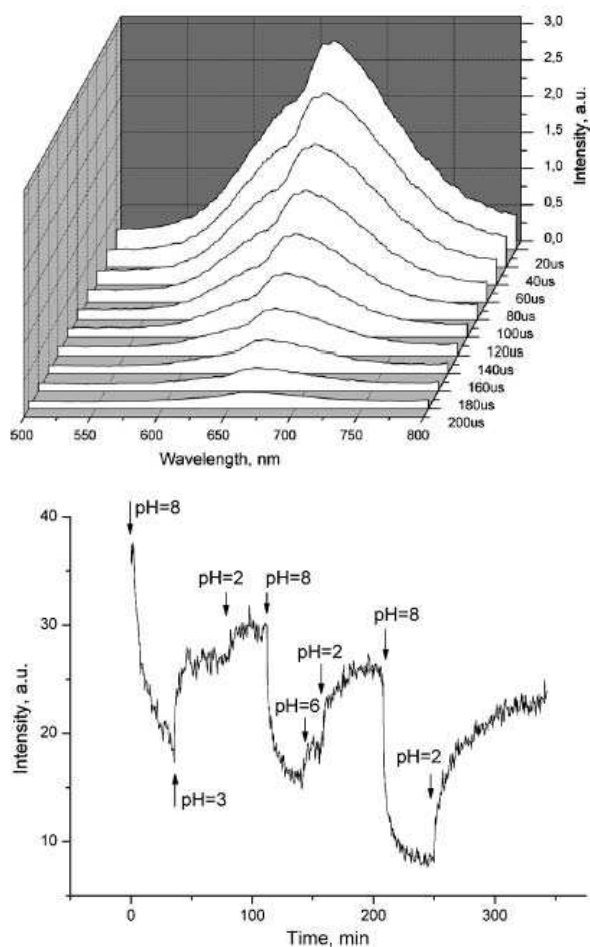 3,0
2,5
2,0
1,5
1,0
0,5
0,0
Intensity, a.u.
20us
40us
60us
80us
100us
120us
140us
160us
180us
200us
500 550 600 650 700 750 800
Wavelength, nm
40
30
20
10
Intensity, a.u.
pH=8
pH=2 pH=8
pH=8
pH=2
pH=6
pH=2
pH=3
0 100 200 300
Time, min